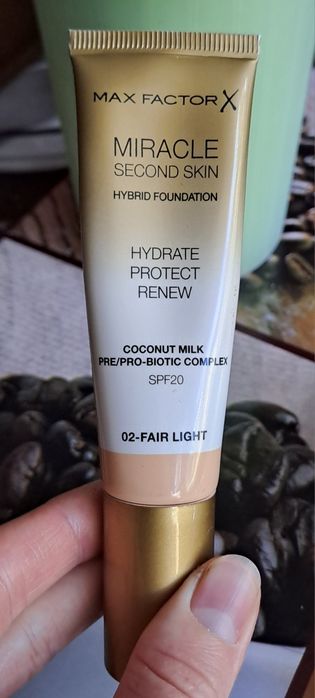 MAX FACTOR X
MIRACLE
SECOND SKIN
HYBRID FOUNDATION
HYDRATE
PROTECT
RENEW
COCONUT MILK
PRE/PRO-BIOTIC COMPLEX
SPF20
02-FAIR LIGHT